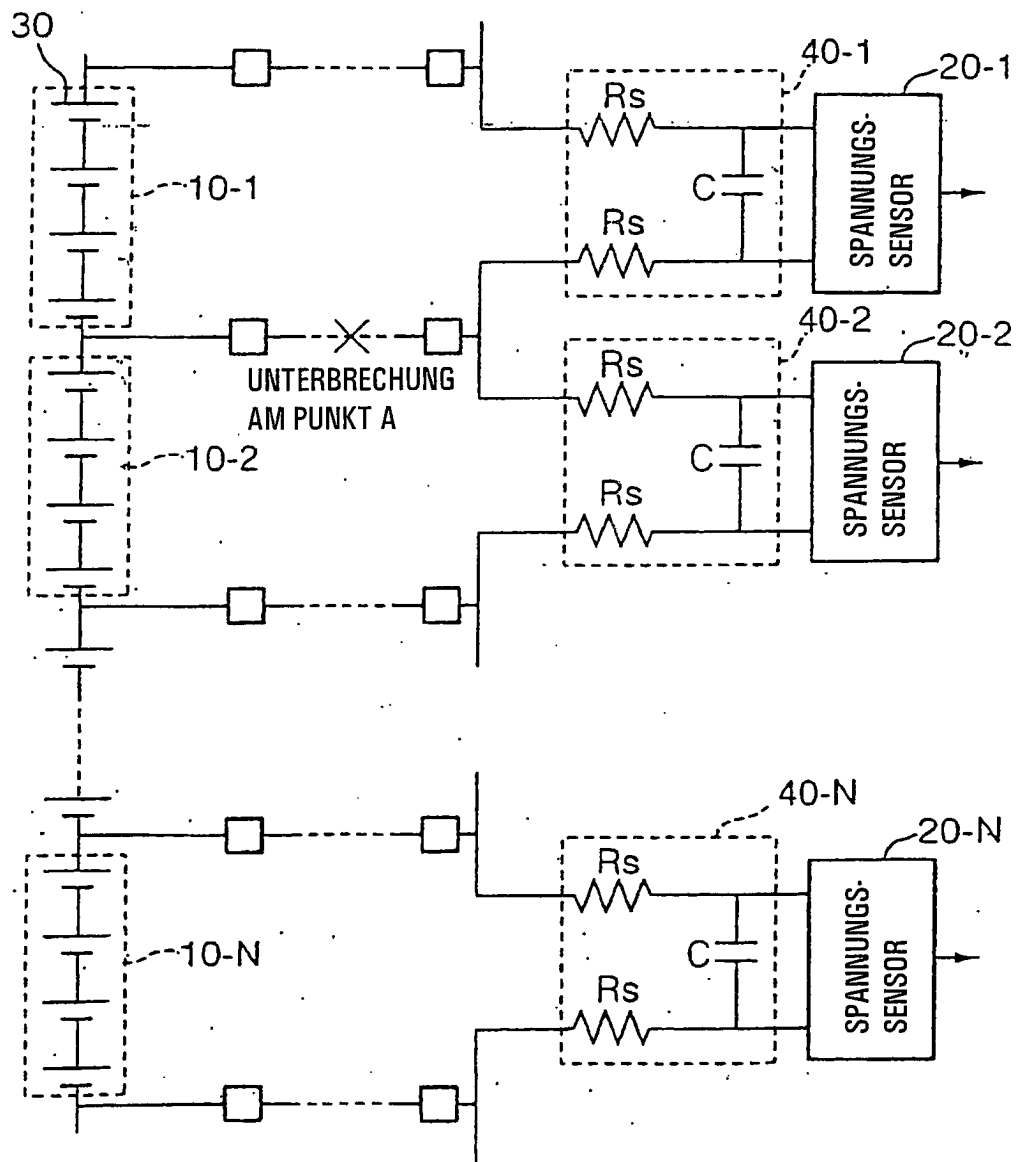 30
40-1
20-1
Rs
C
SPANNUNGS-
SENSOR
10-1
Rs
UNTERBRECHUNG
AM PUNKT A
40-2
20-2
Rs
C
SPANNUNGS-
SENSOR
10-2
Rs
40-N
20-N
Rs
C
SPANNUNGS-
SENSOR
10-N
Rs